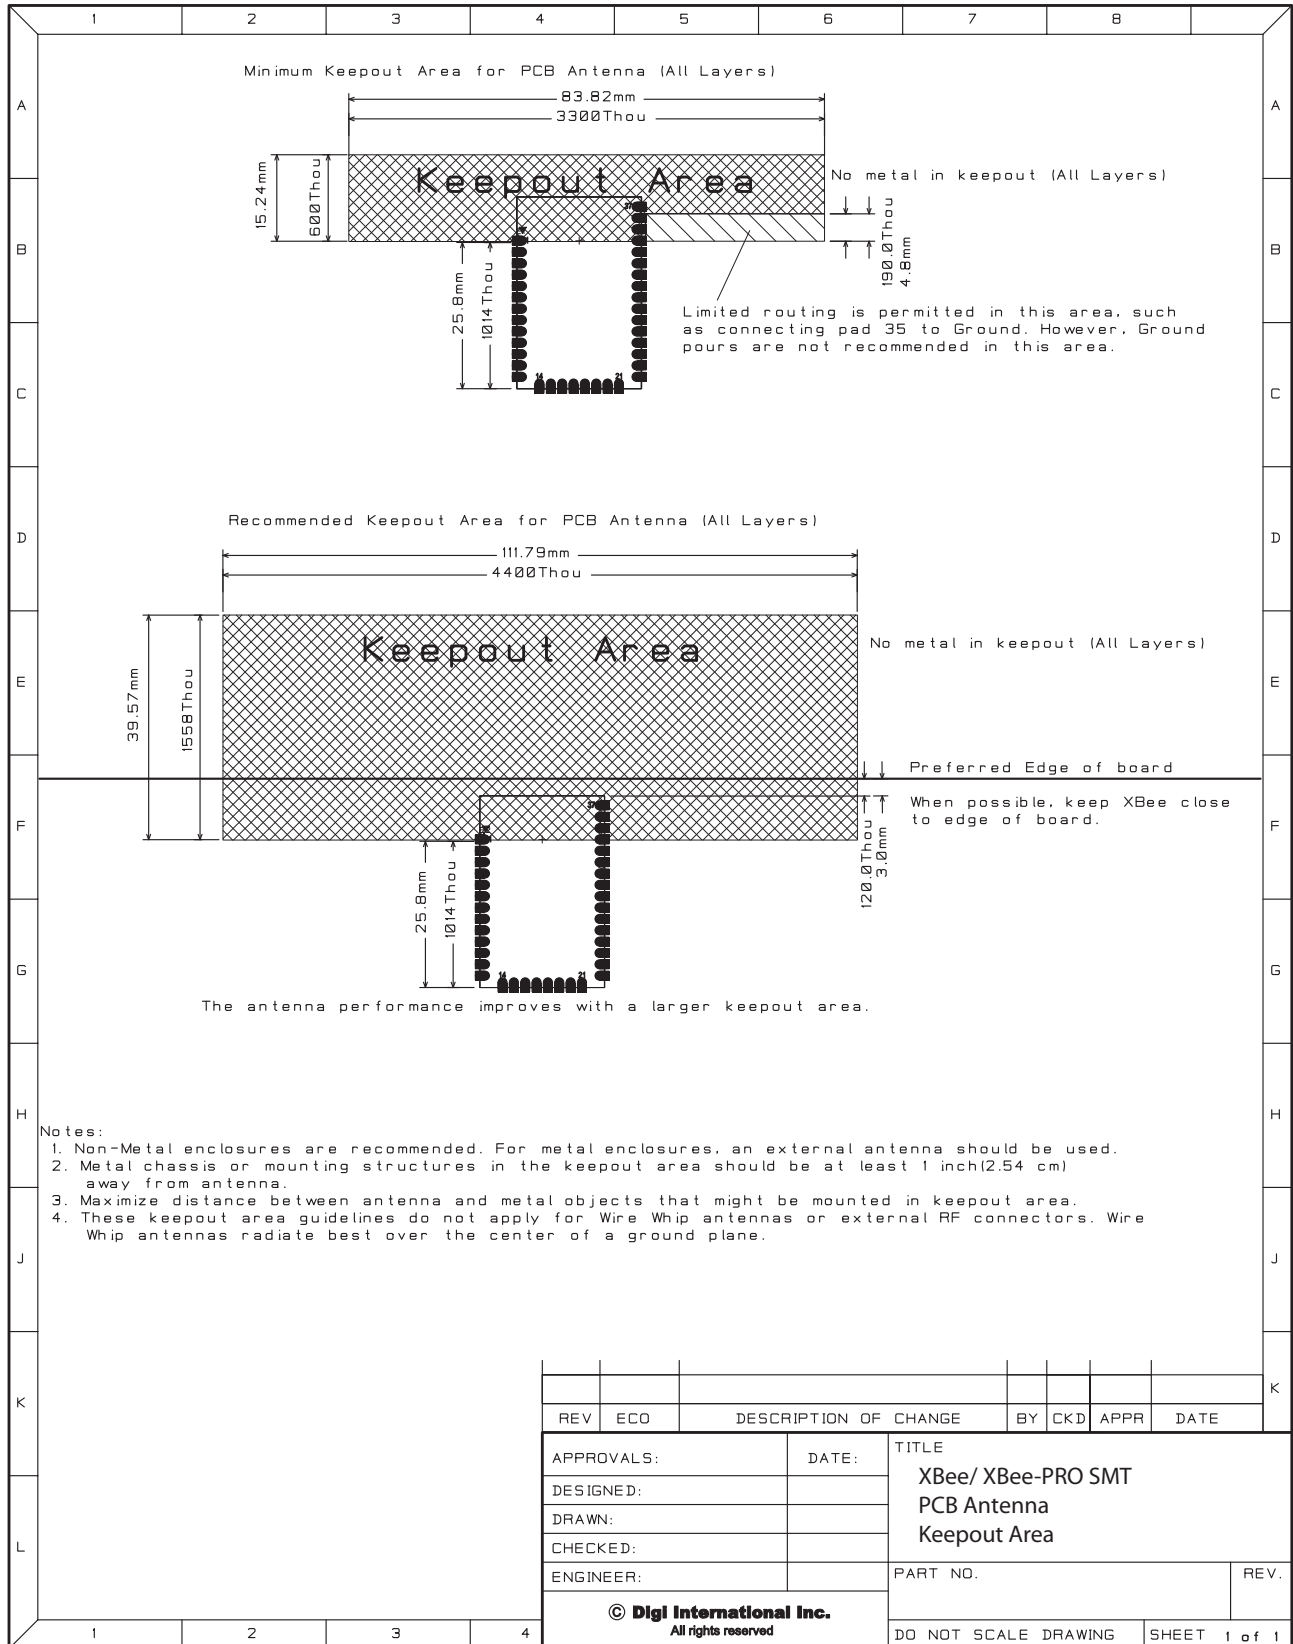 1 2 3 4 5 6 7 8
A A
Minimum Keepout Area for PCB Antenna (All Layers)
83.82mm
3300Thou
15.24mm
600Thou
Keepout Area
No metal in keepout (All Layers)
37
B B
190.0Thou
4.8mm
25.8mm
1014Thou
Limited routing is permitted in this area, such
as connecting pad 35 to Ground. However, Ground
pours are not recommended in this area.
14 21
C C
Recommended Keepout Area for PCB Antenna (All Layers)
D D
111.79mm
4400Thou
Keepout Area
No metal in keepout (All Layers)
E E
39.57mm
1558Thou
Preferred Edge of board
When possible, keep XBee close
to edge of board.
37
F F
120.0Thou
3.0mm
25.8mm
1014Thou
G G
14 21
The antenna performance improves with a larger keepout area.
H H
Notes:
1. Non-Metal enclosures are recommended. For metal enclosures, an external antenna should be used.
2. Metal chassis or mounting structures in the keepout area should be at least 1 inch(2.54 cm)
away from antenna.
3. Maximize distance between antenna and metal objects that might be mounted in keepout area.
4. These keepout area guidelines do not apply for Wire Whip antennas or external RF connectors. Wire
Whip antennas radiate best over the center of a ground plane.
J J
K K
REV ECO DESCRIPTION OF CHANGE BY CKD APPR DATE
APPROVALS: DATE:
DESIGNED:
DRAWN:
CHECKED:
ENGINEER:
TITLE
XBee/ XBee-PRO SMT
PCB Antenna
Keepout Area
L
PART NO. REV.
© Digi International Inc.
All rights reserved
DO NOT SCALE DRAWING SHEET 1 of 1
1 2 3 4